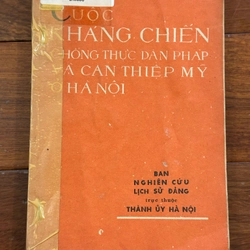 CUỘC
KHÁNG CHIẾN
CHỐNG THỰC DÂN PHÁP
VÀ CAN THIỆP MỸ
Ở HÀ NỘI
BAN
NGHIÊN CỨU
LỊCH SỬ ĐẢNG
trực thuộc
THÀNH ỦY HÀ NỘI